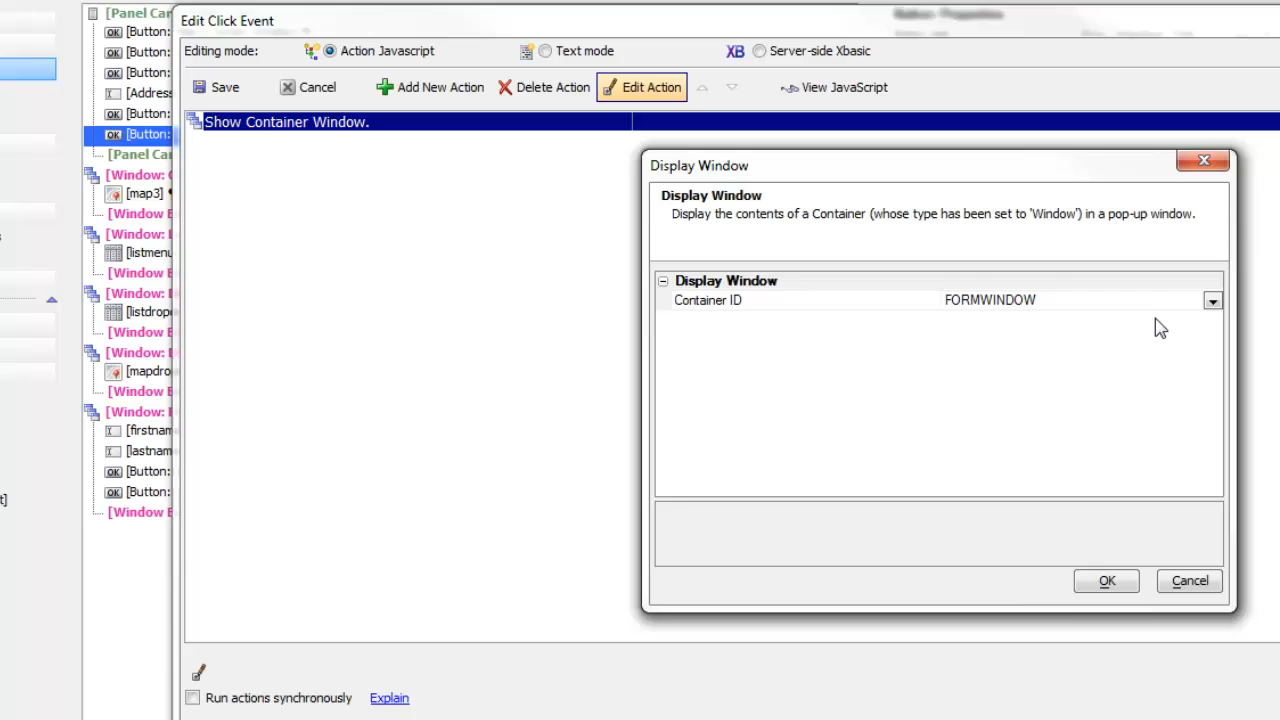 [Panel Car
[Button:
[Button:
[Button:
[Address
[Button:
[Button:
[Panel Car
[Window:
[map3]
[Window E
[Window:
[listmenu
[Window E
[Window:
[listdrop
[Window E
[Window:
[mapdro
[Window E
[Window:
[firstnam
[lastnam
[Button:
[Button:
[Window E
t]
Edit Click Event
Editing mode: Action Javascript Text mode XB Server-side Xbasic
Save Cancel Add New Action Delete Action Edit Action View JavaScript
Show Container Window.
Display Window
Display Window
Display the contents of a Container (whose type has been set to 'Window') in a pop-up window.
Display Window
Container ID FORMWINDOW
OK Cancel
Run actions synchronously Explain